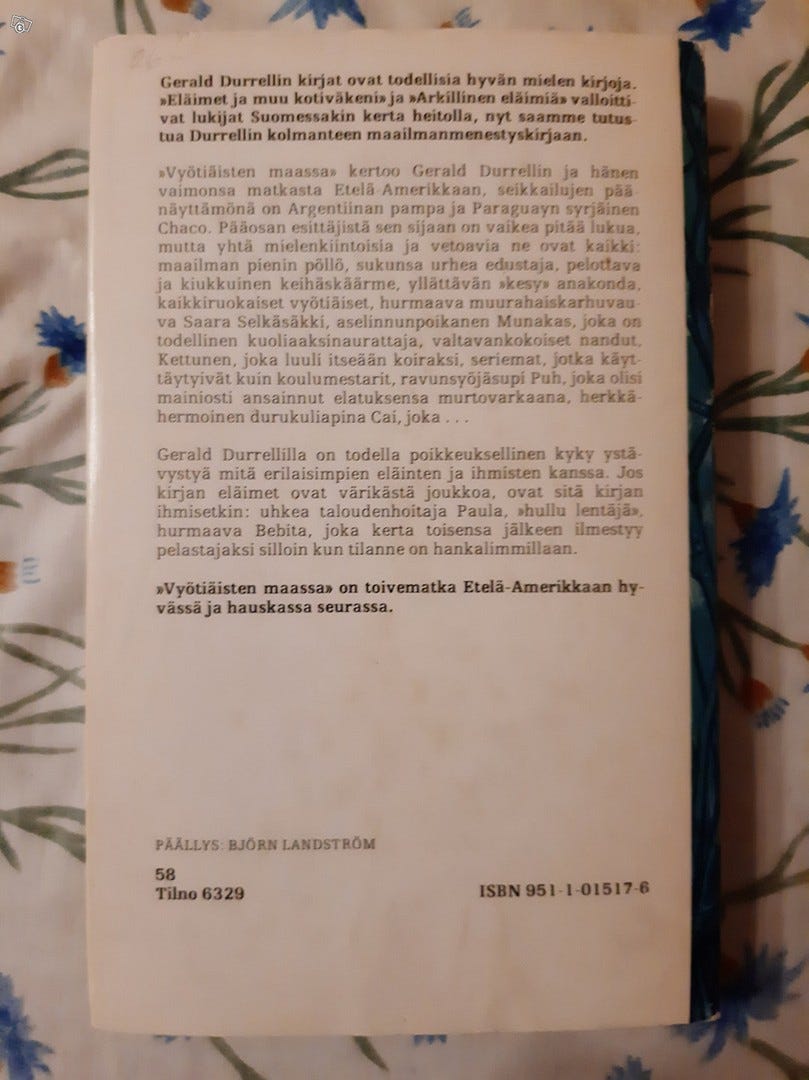 Gerald Durrellin kirjat ovat todellisia hyvän mielen kirjoja.
»Eläimet ja muu kotiväkeni» ja »Arkillinen eläimiä» valloitti-
vat lukijat Suomessakin kerta heitolla, nyt saamme tutus-
tua Durrellin kolmanteen maailmanmenestyskirjaan.
»Vyötiäisten maassa» kertoo Gerald Durrellin ja hänen
vaimonsa matkasta Etelä-Amerikkaan, seikkailujen pää-
näyttämönä on Argentiinan pampa ja Paraguayn syrjäinen
Chaco. Pääosan esittäjistä sen sijaan on vaikea pitää lukua,
mutta yhtä mielenkiintoisia ja vetoavia ne ovat kaikki:
maailman pienin pöllö, sukunsa urhea edustaja, pelottava
ja kiukkuinen keihäskäärme, yllättävän »kesy» anakonda,
kaikkiruokaiset vyötiäiset, hurmaava muurahaiskarhuvau-
va Saara Selkäsäkki, aselinnunpoikanen Munakas, joka on
todellinen kuoliaaksinaurattaja, valtavankokoiset nandut,
Kettunen, joka luuli itseään koiraksi, seriemat, jotka käyt-
täytyivät kuin koulumestarit, ravunsyöjäsupi Puh, joka olisi
mainiosti ansainnut elatuksensa murtovarkaana, herkkä-
hermoinen durukuliapina Cai, joka . . .
Gerald Durrellilla on todella poikkeuksellinen kyky ystä-
vystyä mitä erilaisimpien eläinten ja ihmisten kanssa. Jos
kirjan eläimet ovat värikästä joukkoa, ovat sitä kirjan
ihmisetkin: uhkea taloudenhoitaja Paula, »hullu lentäjä»,
hurmaava Bebita, joka kerta toisensa jälkeen ilmestyy
pelastajaksi silloin kun tilanne on hankalimmillaan.
»Vyötiäisten maassa» on toivematka Etelä-Amerikkaan hy-
vässä ja hauskassa seurassa.
PÄÄLLYS: BJÖRN LANDSTRÖM
58
Tilno 6329
ISBN 951-1-01517-6